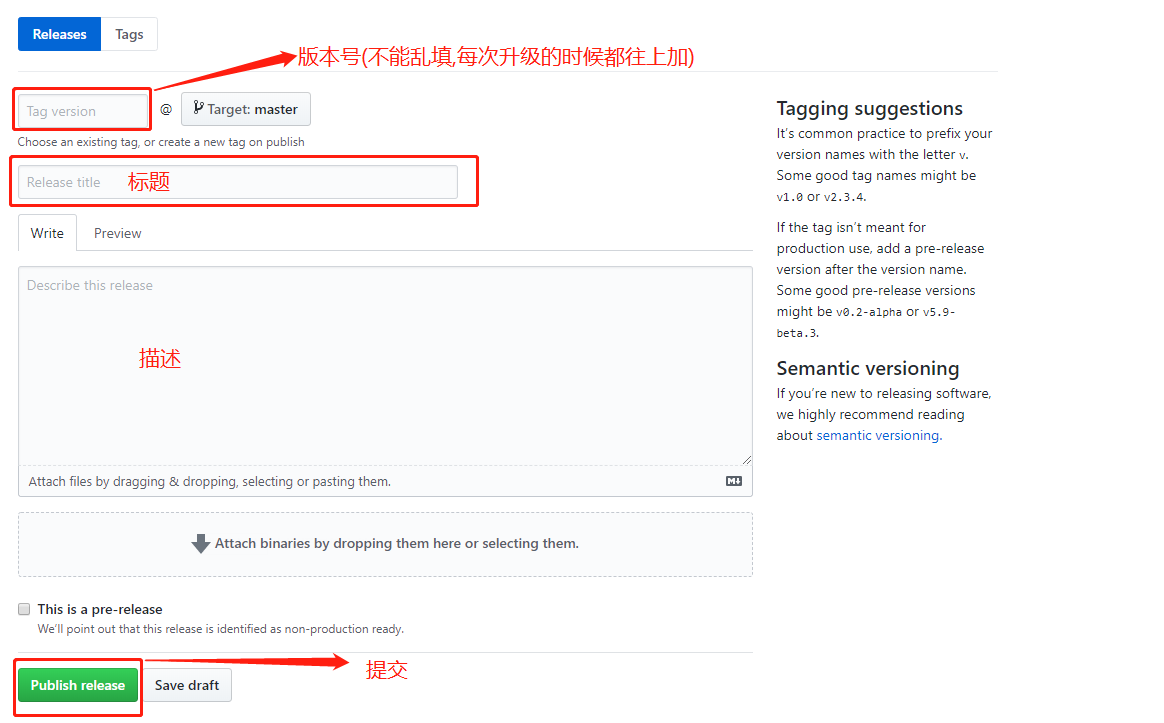 Releases Tags
版本号(不能乱填,每次升级的时候都往上加)
Tag version @ Target: master
Choose an existing tag, or create a new tag on publish
Release title 标题
Write Preview
Describe this release
描述
Attach files by dragging & dropping, selecting or pasting them.
Attach binaries by dropping them here or selecting them.
This is a pre-release
We’ll point out that this release is identified as non-production ready.
提交
Publish release Save draft
Tagging suggestions
It’s common practice to prefix your
version names with the letter v.
Some good tag names might be
v1.0 or v2.3.4.
If the tag isn’t meant for
production use, add a pre-release
version after the version name.
Some good pre-release versions
might be v0.2-alpha or v5.9-
beta.3.
Semantic versioning
If you’re new to releasing software,
we highly recommend reading
about semantic versioning.